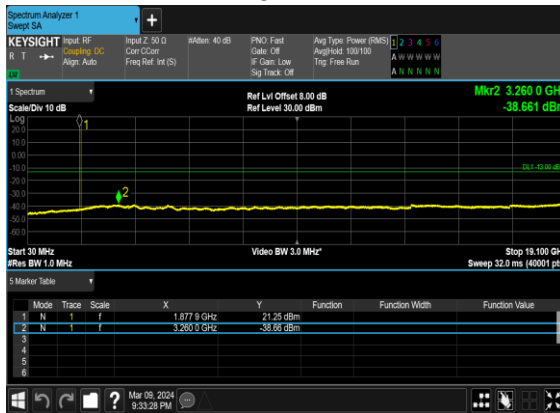 Spectrum Analyzer 1
Swept SA
+
KEYSIGHT Input: RF Input Z: 50 Ω #Atten: 40 dB PNO: Fast Avg Type: Power (RMS) 1 2 3 4 5 6
R T Coupling: DC Corr CCorr Gate: Off Avg|Hold: 100/100 A W W W W W
Align: Auto Freq Ref: Int (S) IF Gain: Low Trig: Free Run
Sig Track: Off A N N N N N
1 Spectrum
Ref Lvl Offset 8.00 dB Mkr2 3.260 0 GHz
Scale/Div 10 dB Ref Level 30.00 dBm -38.661 dBm
Log
20.0 1
10.0
0.00
-10.0 DL1 -13.00 dB
-20.0
-30.0 2
-40.0
-50.0
-60.0
Start 30 MHz Video BW 3.0 MHz* Stop 19.100 GH
#Res BW 1.0 MHz Sweep 32.0 ms (40001 pts
5 Marker Table
Mode Trace Scale X Y Function Function Width Function Value
1 N 1 f 1.877 9 GHz 21.25 dBm
2 N 1 f 3.260 0 GHz -38.66 dBm
3
4
5
6
? Mar 09, 2024
9:33:28 PM